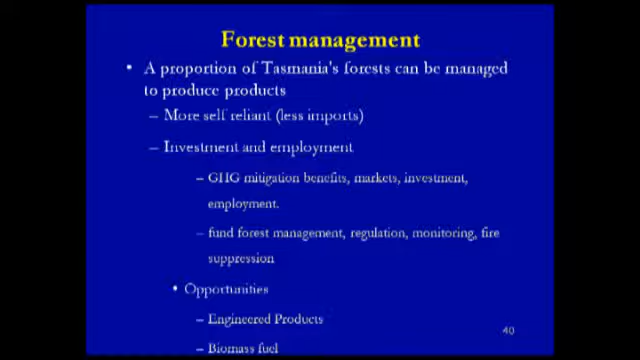 Forest management
• A proportion of Tasmania's forests can be managed
to produce products
– More self reliant (less imports)
– Investment and employment
– GHG mitigation benefits, markets, investment,
employment.
– fund forest management, regulation, monitoring, fire
suppression
• Opportunities
– Engineered Products
– Biomass fuel
40